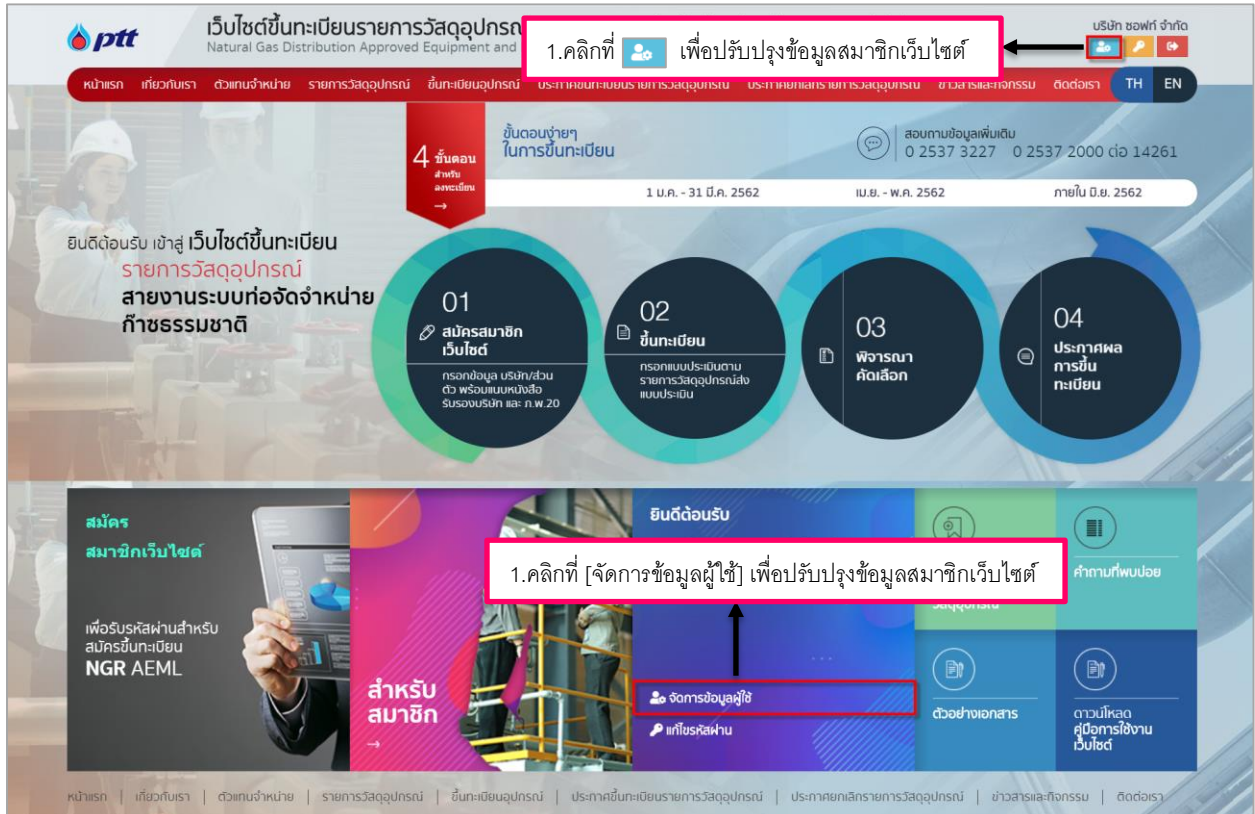 ptt
เว็บไซต์ขึ้นทะเบียนรายการวัสดุอุปกรณ์
Natural Gas Distribution Approved Equipment and
บริษัท ซอฟท์ จำกัด
1.คลิกที่ เพื่อปรับปรุงข้อมูลสมาชิกเว็บไซต์
หน้าแรก เกี่ยวกับเรา ตัวแทนจำหน่าย รายการวัสดุอุปกรณ์ ขึ้นทะเบียนอุปกรณ์ ประกาศขึ้นทะเบียนรายการวัสดุอุปกรณ์ ประกาศยกเลิกรายการวัสดุอุปกรณ์ ข่าวสารและกิจกรรม ติดต่อเรา TH EN
4 ขั้นตอน
สำหรับ
ลงทะเบียน
→
ขั้นตอนง่ายๆ
ในการขึ้นทะเบียน
สอบถามข้อมูลเพิ่มเติม
0 2537 3227 0 2537 2000 ต่อ 14261
1 ม.ค. - 31 มี.ค. 2562 เม.ย. - พ.ค. 2562 ภายใน มิ.ย. 2562
ยินดีต้อนรับ เข้าสู่ เว็บไซต์ขึ้นทะเบียน
รายการวัสดุอุปกรณ์
สายงานระบบท่อจัดจำหน่าย
ก๊าซธรรมชาติ
01
สมัครสมาชิก
เว็บไซต์
กรอกข้อมูล บริษัท/ส่วน
ตัว พร้อมแนบหนังสือ
รับรองบริษัท และ ภ.พ.20
02
ขึ้นทะเบียน
กรอกแบบประเมินตาม
รายการวัสดุอุปกรณ์ส่ง
แบบประเมิน
03
พิจารณา
คัดเลือก
04
ประกาศผล
การขึ้น
ทะเบียน
สมัคร
สมาชิกเว็บไซต์
เพื่อรับรหัสผ่านสำหรับ
สมัครขึ้นทะเบียน
NGR AEML
สำหรับ
สมาชิก
→
ยินดีต้อนรับ
1.คลิกที่ [จัดการข้อมูลผู้ใช้] เพื่อปรับปรุงข้อมูลสมาชิกเว็บไซต์
...
จัดการข้อมูลผู้ใช้
แก้ไขรหัสผ่าน
วัสดุอุปกรณ์
คำถามที่พบบ่อย
ตัวอย่างเอกสาร
ดาวน์โหลด
คู่มือการใช้งาน
เว็บไซต์
หน้าแรก | เกี่ยวกับเรา | ตัวแทนจำหน่าย | รายการวัสดุอุปกรณ์ | ขึ้นทะเบียนอุปกรณ์ | ประกาศขึ้นทะเบียนรายการวัสดุอุปกรณ์ | ประกาศยกเลิกรายการวัสดุอุปกรณ์ | ข่าวสารและกิจกรรม | ติดต่อเรา